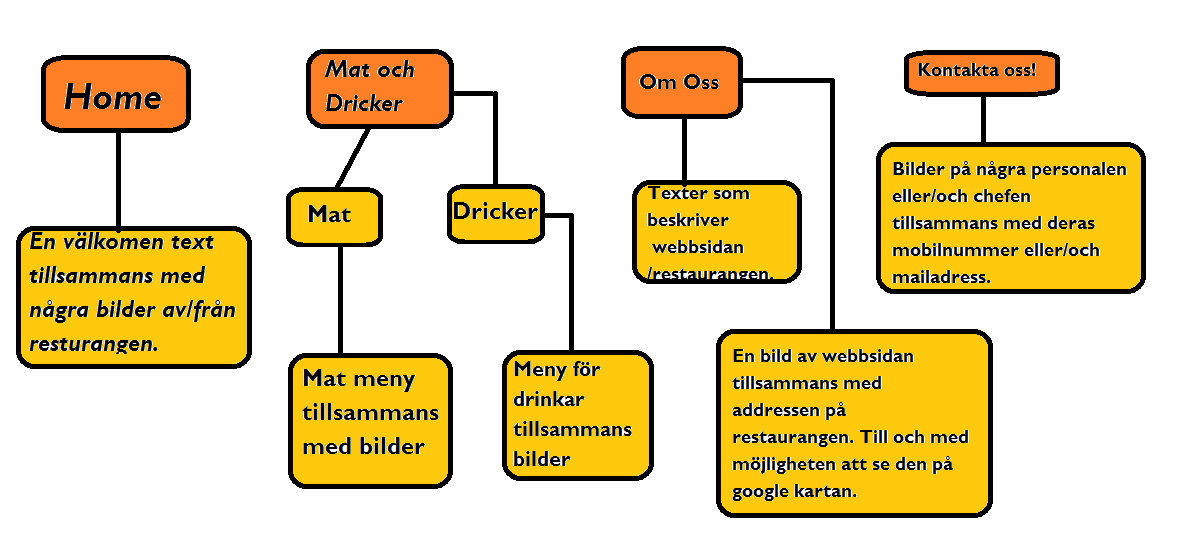 Home
En välkomen text
tillsammans med
några bilder av/från
resturangen.
Mat och
Dricker
Mat
Dricker
Mat meny
tillsammans
med bilder
Meny för
drinkar
tillsammans
bilder
Om Oss
Texter som
beskriver
webbsidan
/restaurangen.
En bild av webbsidan
tillsammans med
addressen på
restaurangen. Till och med
möjligheten att se den på
google kartan.
Kontakta oss!
Bilder på några personalen
eller/och chefen
tillsammans med deras
mobilnummer eller/och
mailadress.